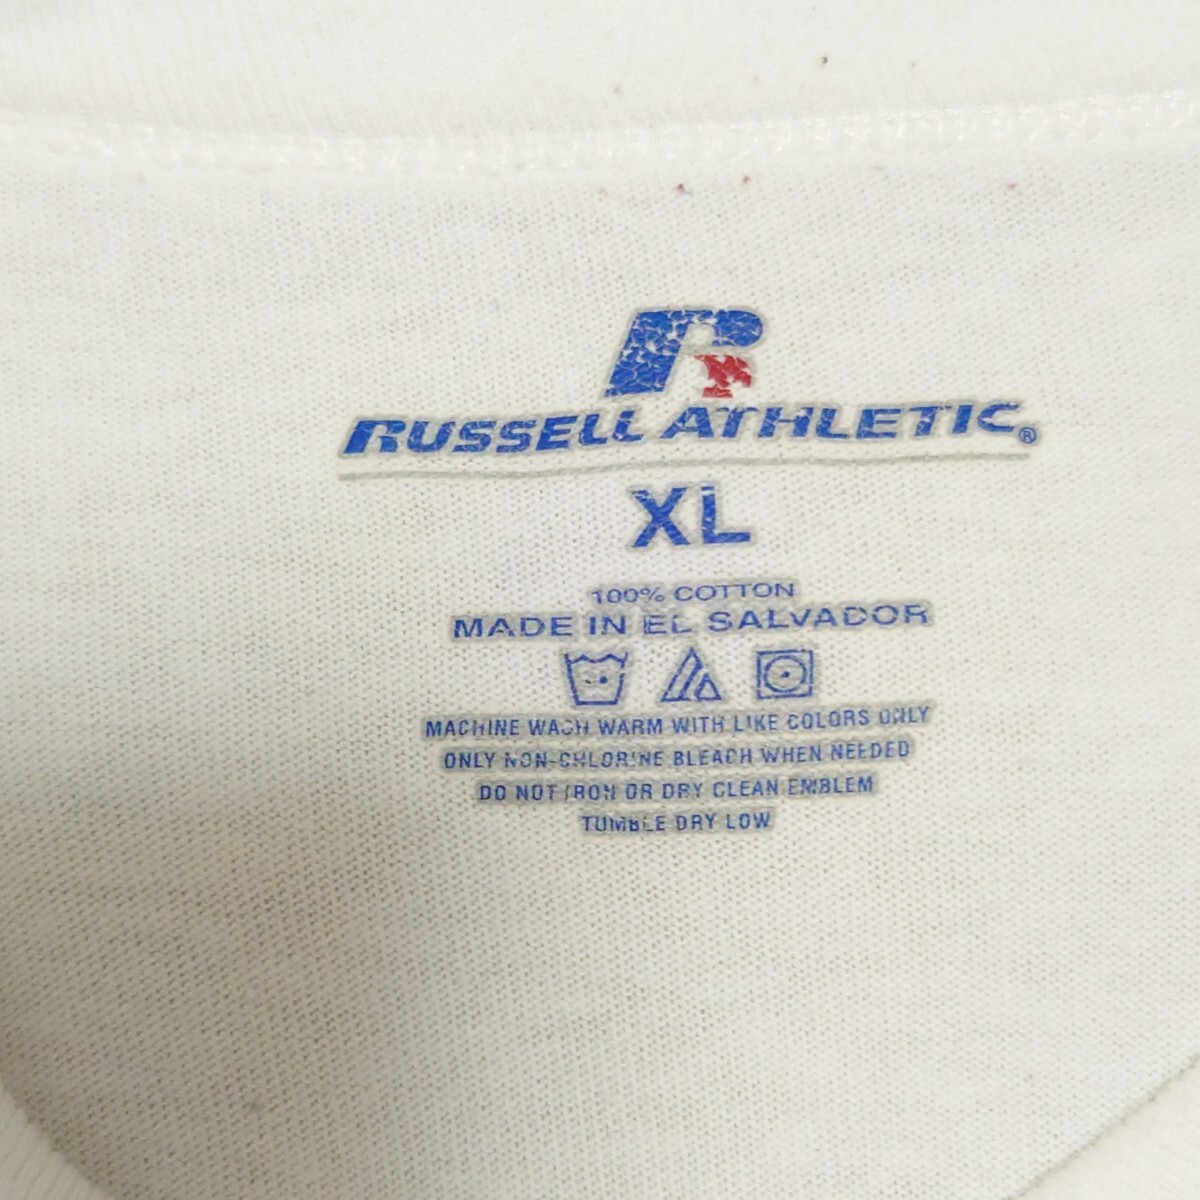 R
RUSSELL ATHLETIC®
XL
100% COTTON
MADE IN EL SALVADOR
MACHINE WASH WARM WITH LIKE COLORS ONLY
ONLY NON-CHLORINE BLEACH WHEN NEEDED
DO NOT IRON OR DRY CLEAN EMBLEM
TUMBLE DRY LOW